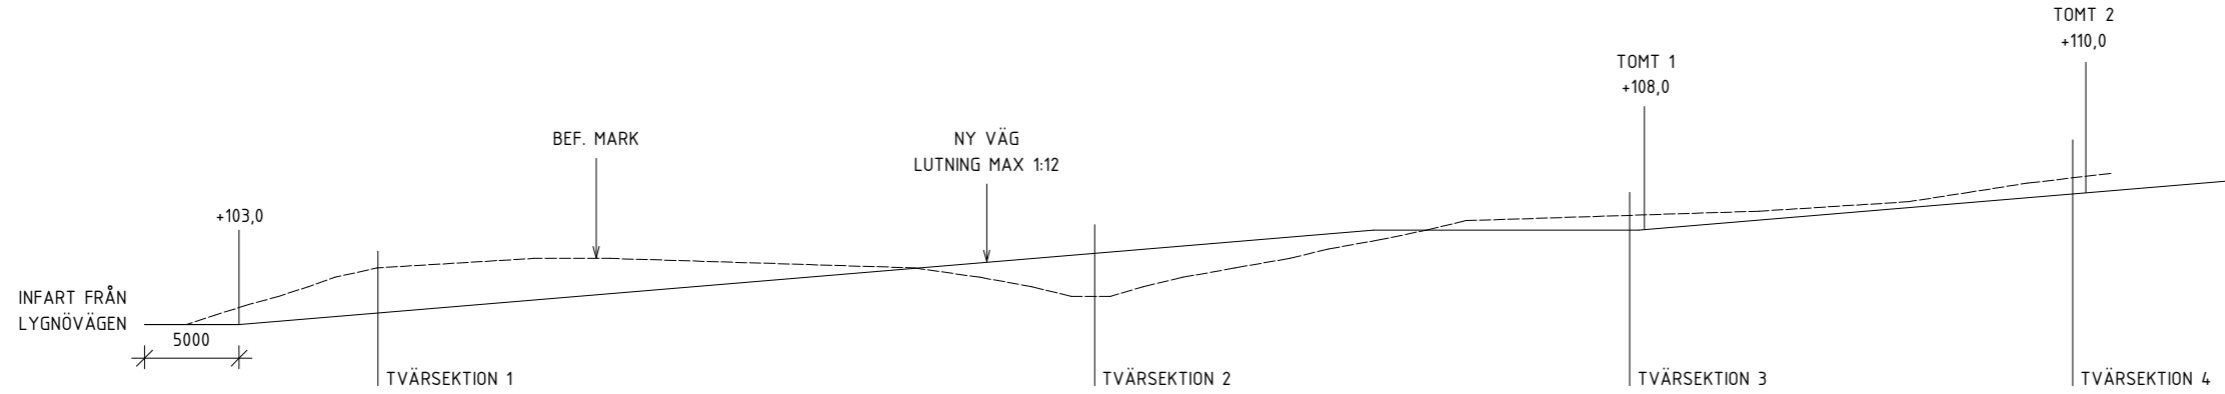 INFART FRÅN
LYGNÖVÄGEN
5000
+103,0
TVÄRSEKTION 1
BEF. MARK
NY VÄG
LUTNING MAX 1:12
TVÄRSEKTION 2
TOMT 1
+108,0
TVÄRSEKTION 3
TOMT 2
+110,0
TVÄRSEKTION 4